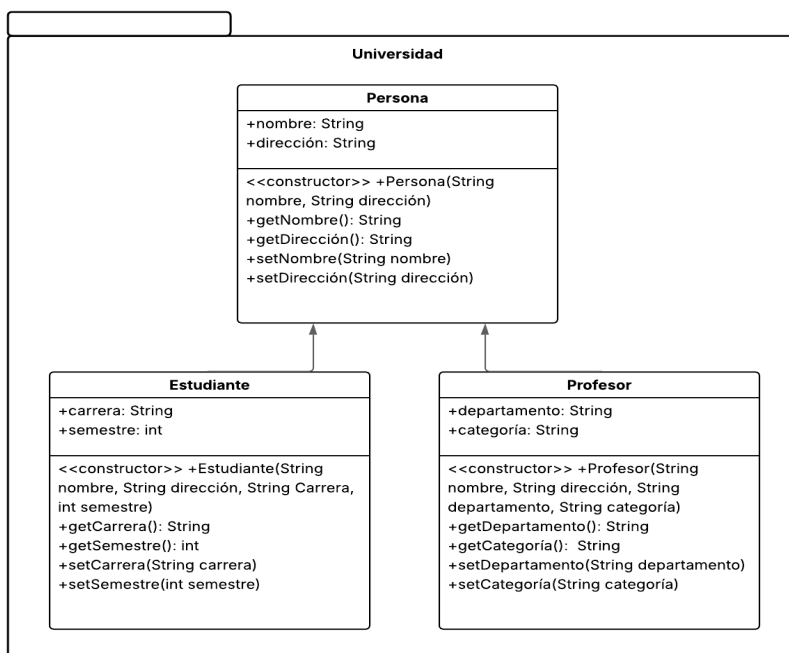 Universidad
Persona
+nombre: String
+dirección: String
<<constructor>> +Persona(String
nombre, String dirección)
+getNombre(): String
+getDirección(): String
+setNombre(String nombre)
+setDirección(String dirección)
Estudiante
+carrera: String
+semestre: int
<<constructor>> +Estudiante(String
nombre, String dirección, String Carrera,
int semestre)
+getCarrera(): String
+getSemestre(): int
+setCarrera(String carrera)
+setSemestre(int semestre)
Profesor
+departamento: String
+categoría: String
<<constructor>> +Profesor(String
nombre, String dirección, String
departamento, String categoría)
+getDepartamento(): String
+getCategoría():  String
+setDepartamento(String departamento)
+setCategoría(String categoría)